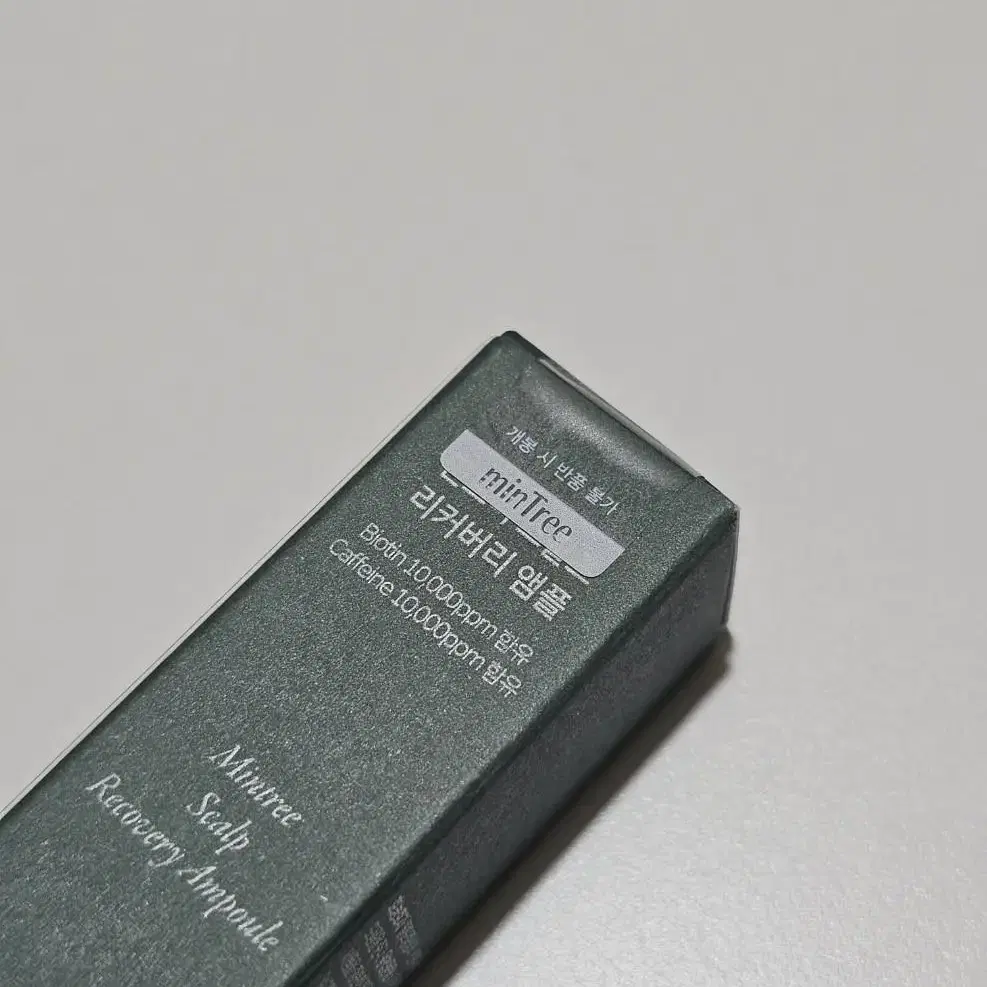 개봉 시 반품 불가
minTree
리커버리 앰플
Biotin 10,000ppm 함유
Caffeine 10,000ppm 함유
Mintree
Scalp
Recovery Ampoule